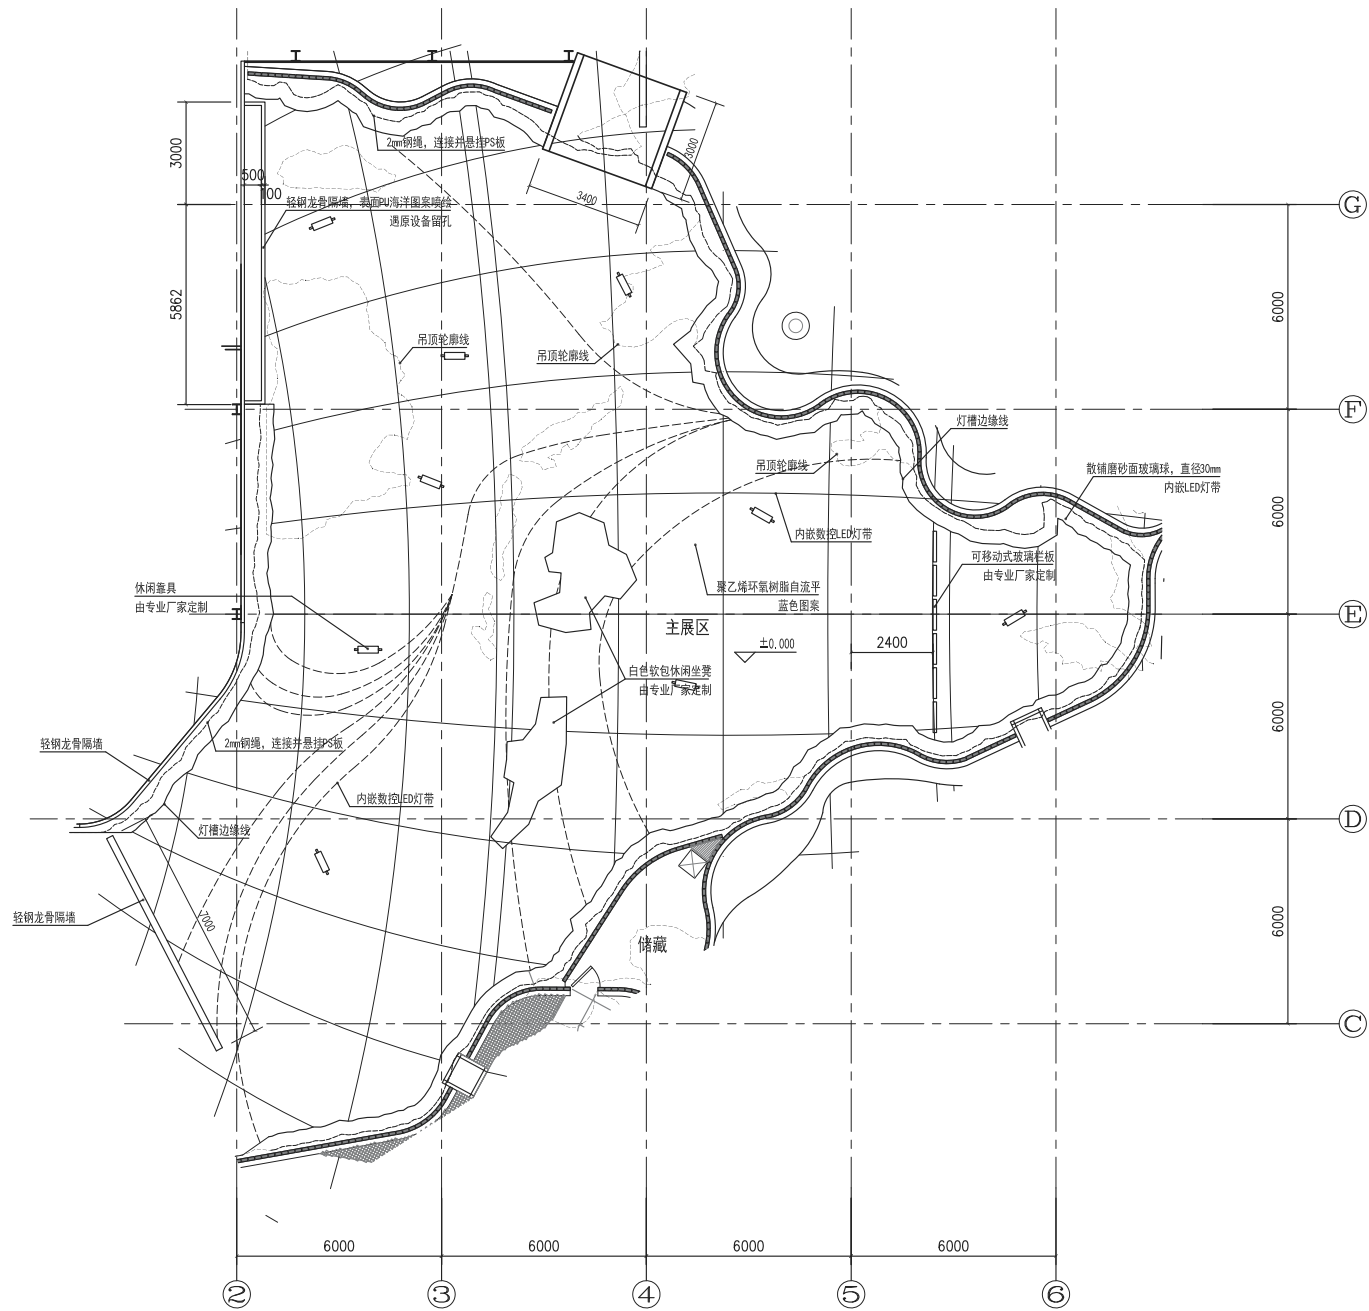 3000
500
100
5862
2mm钢绳，连接并悬挂PS板
轻钢龙骨隔墙，表面PU海洋图案喷绘
遇原设备留孔
3400
3000
G
6000
吊顶轮廓线
吊顶轮廓线
F
灯槽边缘线
吊顶轮廓线
散铺磨砂面玻璃球，直径30mm
内嵌LED灯带
6000
内嵌数控LED灯带
可移动式玻璃栏板
由专业厂家定制
休闲靠具
由专业厂家定制
聚乙烯环氧树脂自流平
蓝色图案
E
主展区
±0.000
2400
白色软包休闲坐凳
由专业厂家定制
6000
轻钢龙骨隔墙
2mm钢绳，连接并悬挂PS板
内嵌数控LED灯带
灯槽边缘线
D
轻钢龙骨隔墙
7000
储藏
6000
C
6000
6000
6000
6000
2
3
4
5
6